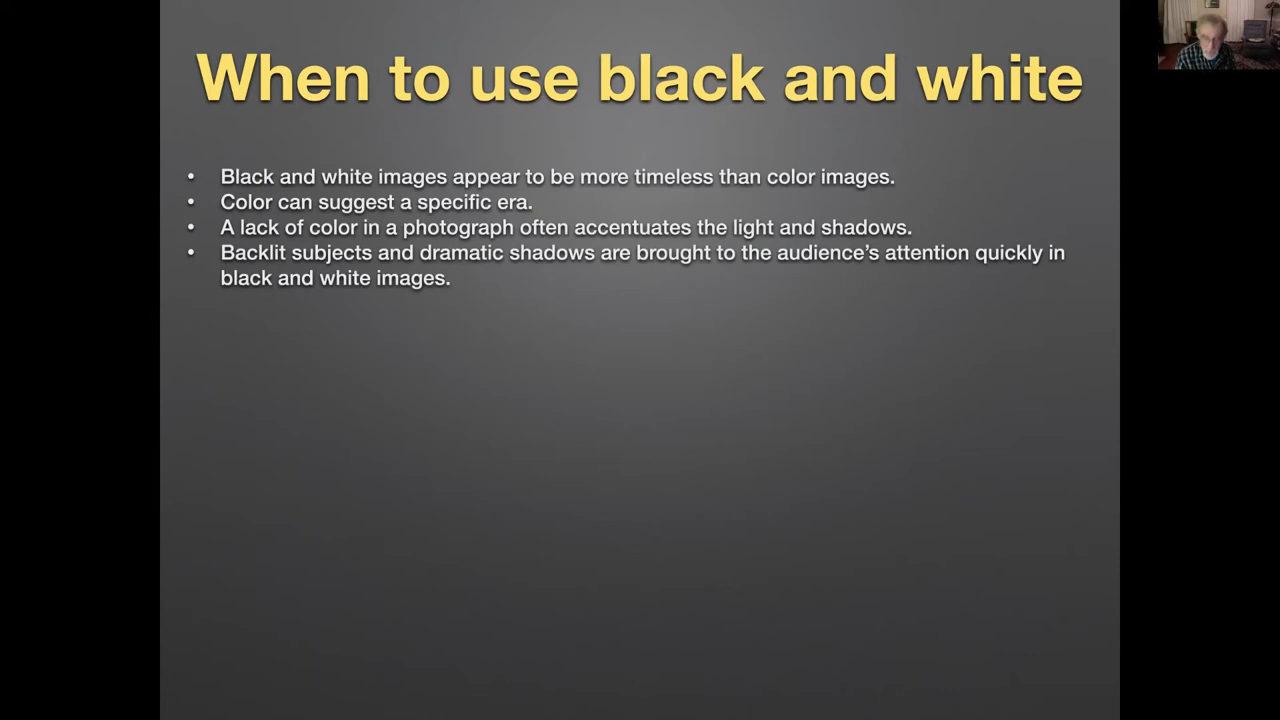 When to use black and white
• Black and white images appear to be more timeless than color images.
• Color can suggest a specific era.
• A lack of color in a photograph often accentuates the light and shadows.
• Backlit subjects and dramatic shadows are brought to the audience’s attention quickly in
black and white images.